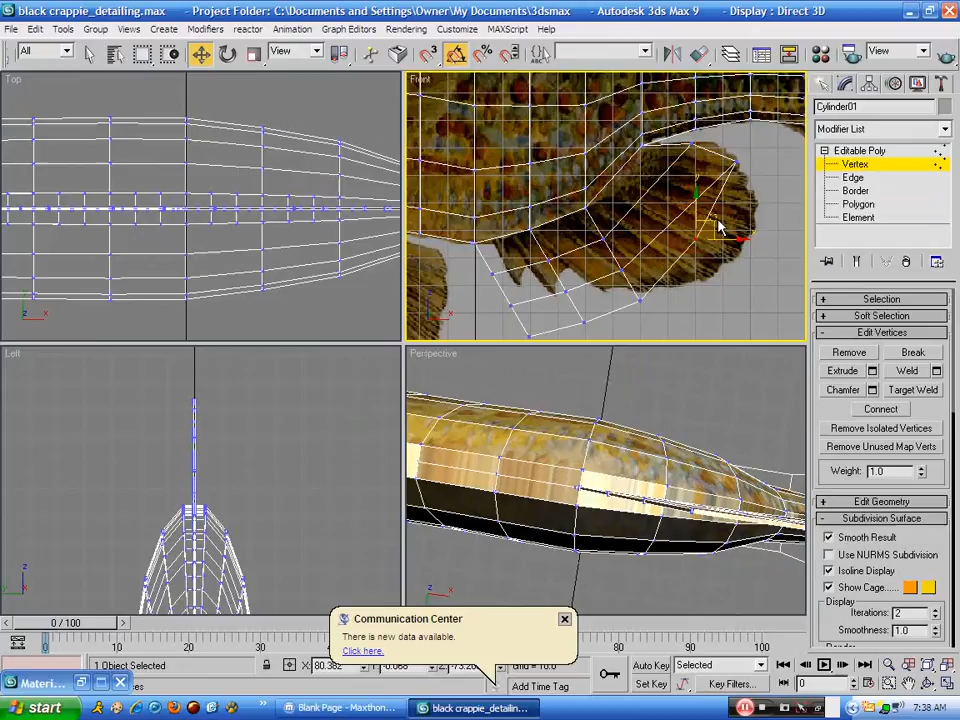 black crappie_detailing.max - Project Folder: C:\Documents and Settings\Owner\My Documents\3dsmax - Autodesk 3ds Max 9 - Display : Direct 3D
File Edit Tools Group Views Create Modifiers reactor Animation Graph Editors Rendering Customize MAXScript Help
All View View
Top Front
Cylinder01
Modifier List
Editable Poly
Vertex
Edge
Border
Polygon
Element
Selection
Soft Selection
Edit Vertices
Remove Break
Extrude Weld
Chamfer Target Weld
Connect
Remove Isolated Vertices
Remove Unused Map Verts
Weight: 1.0
Edit Geometry
Subdivision Surface
Smooth Result
Use NURMS Subdivision
Isoline Display
Show Cage......
Display
Iterations: 2
Smoothness: 1.0
Left Perspective
Communication Center
There is new data available.
Click here.
0 / 100
0 10 20 30 80 90 100
1 Object Selected 80.382
Auto Key Selected
Set Key Key Filters...
0
Add Time Tag
Materi...
start Blank Page - Maxthon... black crappie_detailin... 7:38 AM